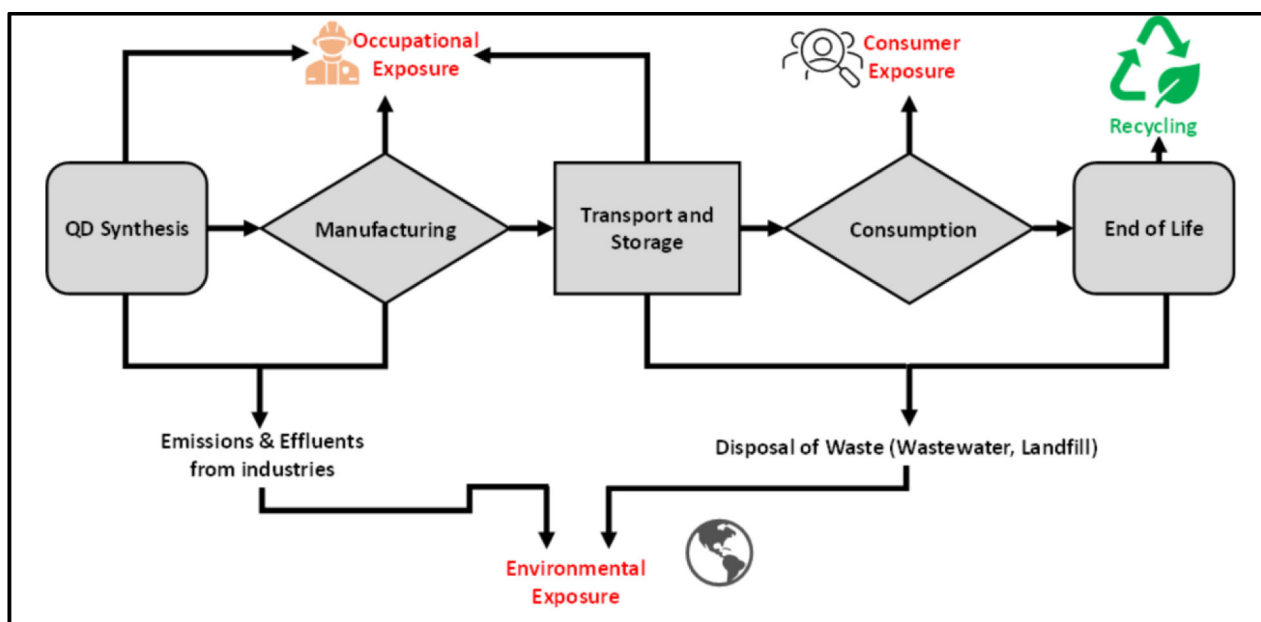 Occupational
Exposure
Consumer
Exposure
Recycling
QD Synthesis
Manufacturing
Transport and
Storage
Consumption
End of Life
Emissions & Effluents
from industries
Disposal of Waste (Wastewater, Landfill)
Environmental
Exposure